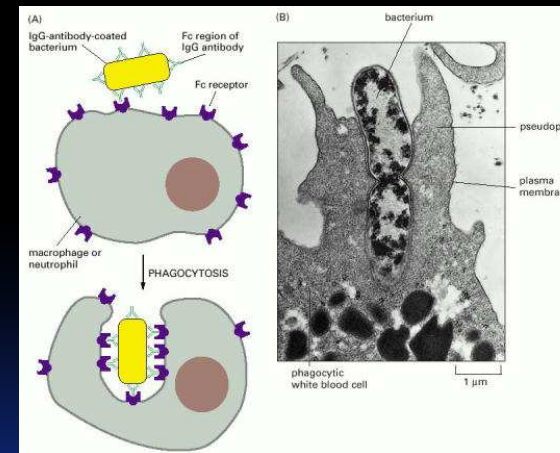 (A)
IgG-antibody-coated
bacterium
Fc region of
IgG antibody
Fc receptor
macrophage or
neutrophil
PHAGOCYTOSIS
(B)
bacterium
pseudop
plasma
membra
phagocytic
white blood cell
1 µm